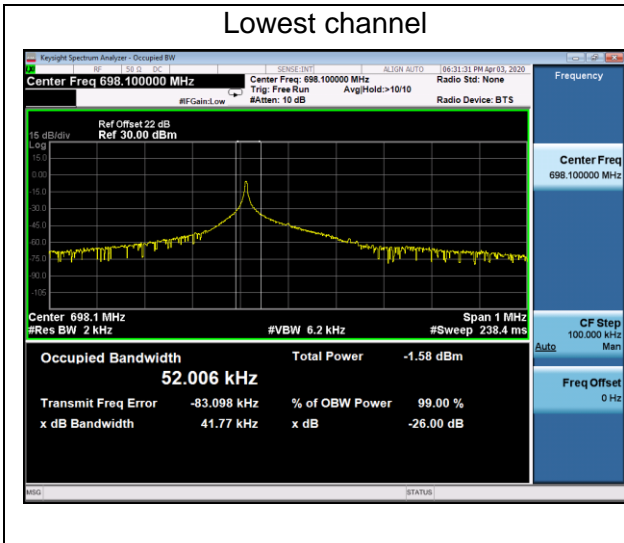 Lowest channel
Keysight Spectrum Analyzer - Occupied BW
LXI RF 50 Ω DC SENSE:INT ALIGN AUTO 06:31:31 PM Apr 03, 2020
Center Freq 698.100000 MHz
Center Freq: 698.100000 MHz
Radio Std: None
Trig: Free Run Avg|Hold:>10/10
#IFGain:Low #Atten: 10 dB Radio Device: BTS
Frequency
Ref Offset 22 dB
15 dB/div Ref 30.00 dBm
Log
15.0
0.00
-15.0
-30.0
-45.0
-60.0
-75.0
-90.0
-105
Center 698.1 MHz Span 1 MHz
#Res BW 2 kHz #VBW 6.2 kHz #Sweep 238.4 ms
Center Freq
698.100000 MHz
CF Step
100.000 kHz
Auto Man
Freq Offset
0 Hz
Occupied Bandwidth Total Power -1.58 dBm
52.006 kHz
Transmit Freq Error -83.098 kHz % of OBW Power 99.00 %
x dB Bandwidth 41.77 kHz x dB -26.00 dB
MSG STATUS